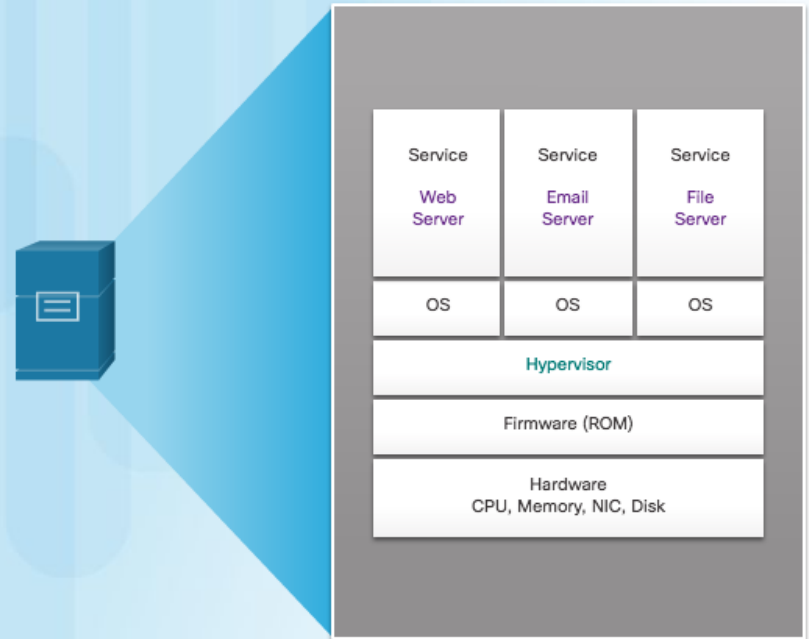 Service
Web
Server
Service
Email
Server
Service
File
Server
OS
OS
OS
Hypervisor
Firmware (ROM)
Hardware
CPU, Memory, NIC, Disk